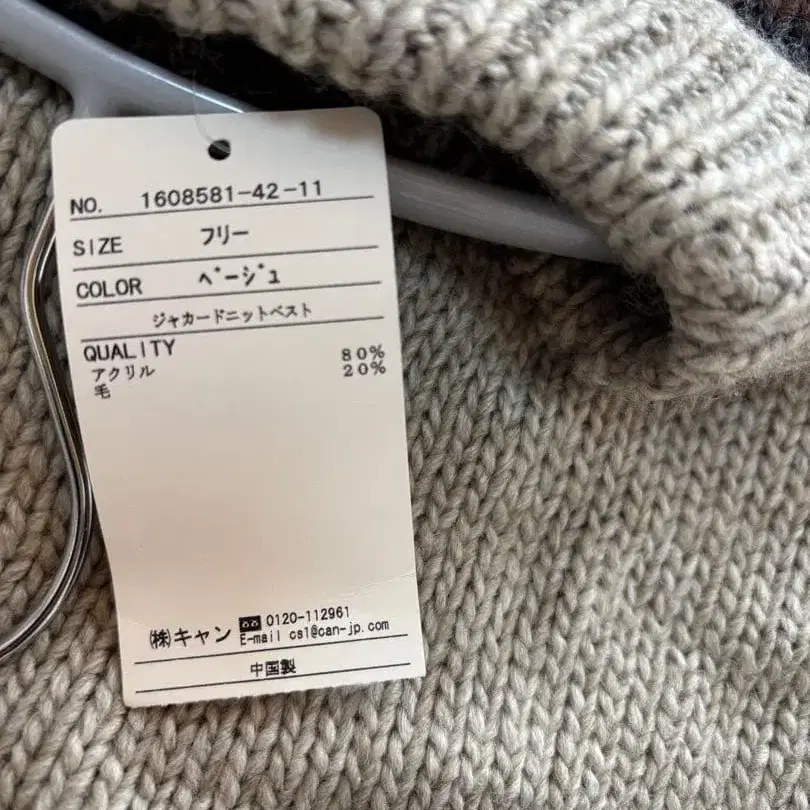 NO. 1608581-42-11
SIZE フリー
COLOR ﾍﾞｰｼﾞｭ
ジャカードニットベスト
QUALITY
アクリル 80%
毛 20%
㈱キャン 0120-112961
E-mail cs1@can-jp.com
中国製